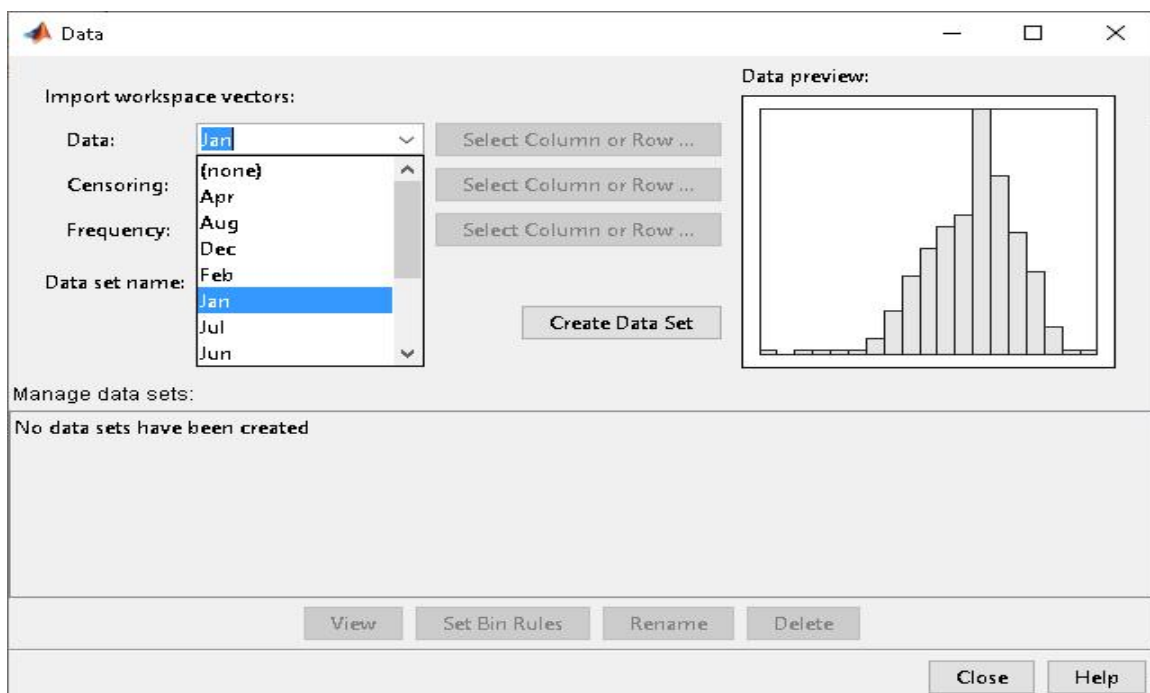 Data
Import workspace vectors:
Data preview:
Data:
Jan
Select Column or Row ...
(none)
Apr
Aug
Dec
Feb
Jan
Jul
Jun
Censoring:
Select Column or Row ...
Frequency:
Select Column or Row ...
Data set name:
Create Data Set
Manage data sets:
No data sets have been created
View
Set Bin Rules
Rename
Delete
Close
Help